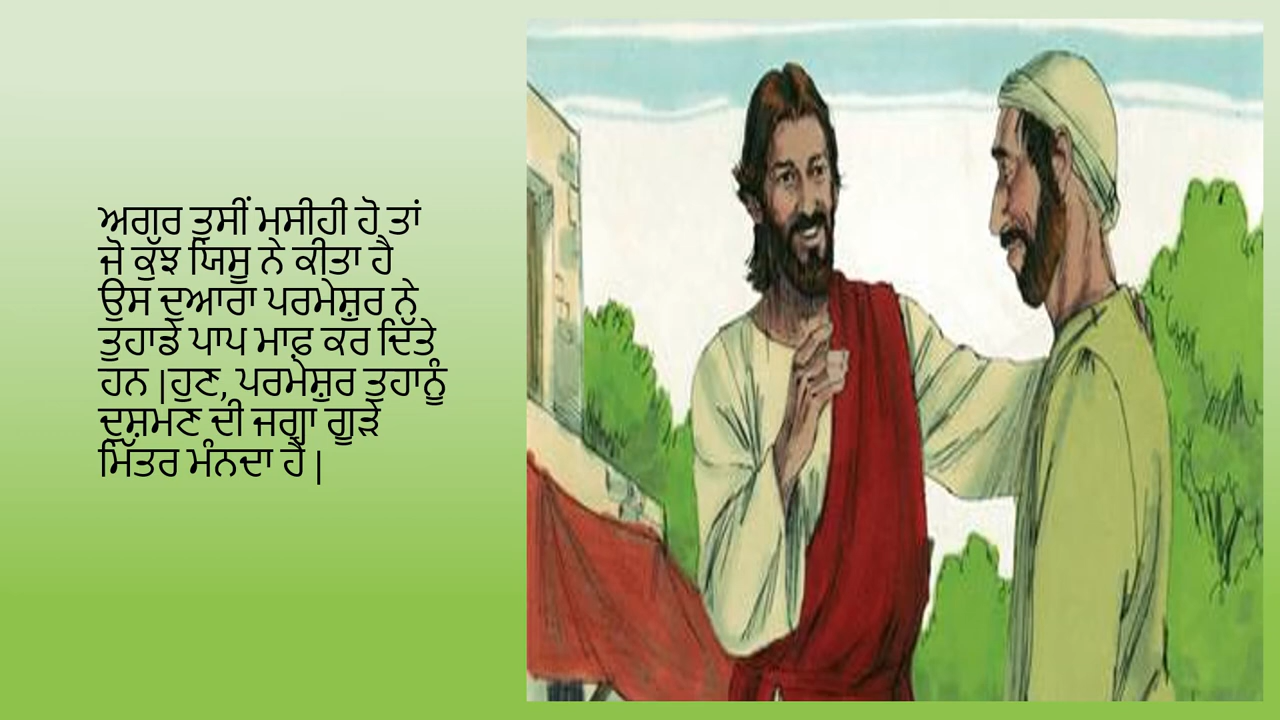 ਅਗਰ ਤੁਸੀਂ ਮਸੀਹੀ ਹੋ ਤਾਂ
ਜੋ ਕੁੱਝ ਯਿਸੂ ਨੇ ਕੀਤਾ ਹੈ
ਉਸ ਦੁਆਰਾ ਪਰਮੇਸ਼ੁਰ ਨੇ
ਤੁਹਾਡੇ ਪਾਪ ਮਾਫ਼ ਕਰ ਦਿੱਤੇ
ਹਨ |ਹੁਣ, ਪਰਮੇਸ਼ੁਰ ਤੁਹਾਨੂੰ
ਦੁਸ਼ਮਣ ਦੀ ਜਗ੍ਹਾ ਗੂੜੇ
ਮਿੱਤਰ ਮੰਨਦਾ ਹੈ |